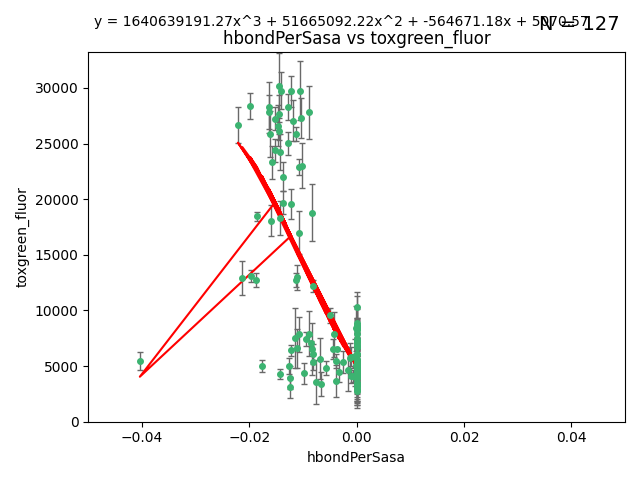 y = 1640639191.27x^3 + 51665092.22x^2 + -564671.18x + 5070.57
N = 127
hbondPerSasa vs toxgreen_fluor
toxgreen_fluor
30000
25000
20000
15000
10000
5000
0
−0.04
−0.02
0.00
0.02
0.04
hbondPerSasa